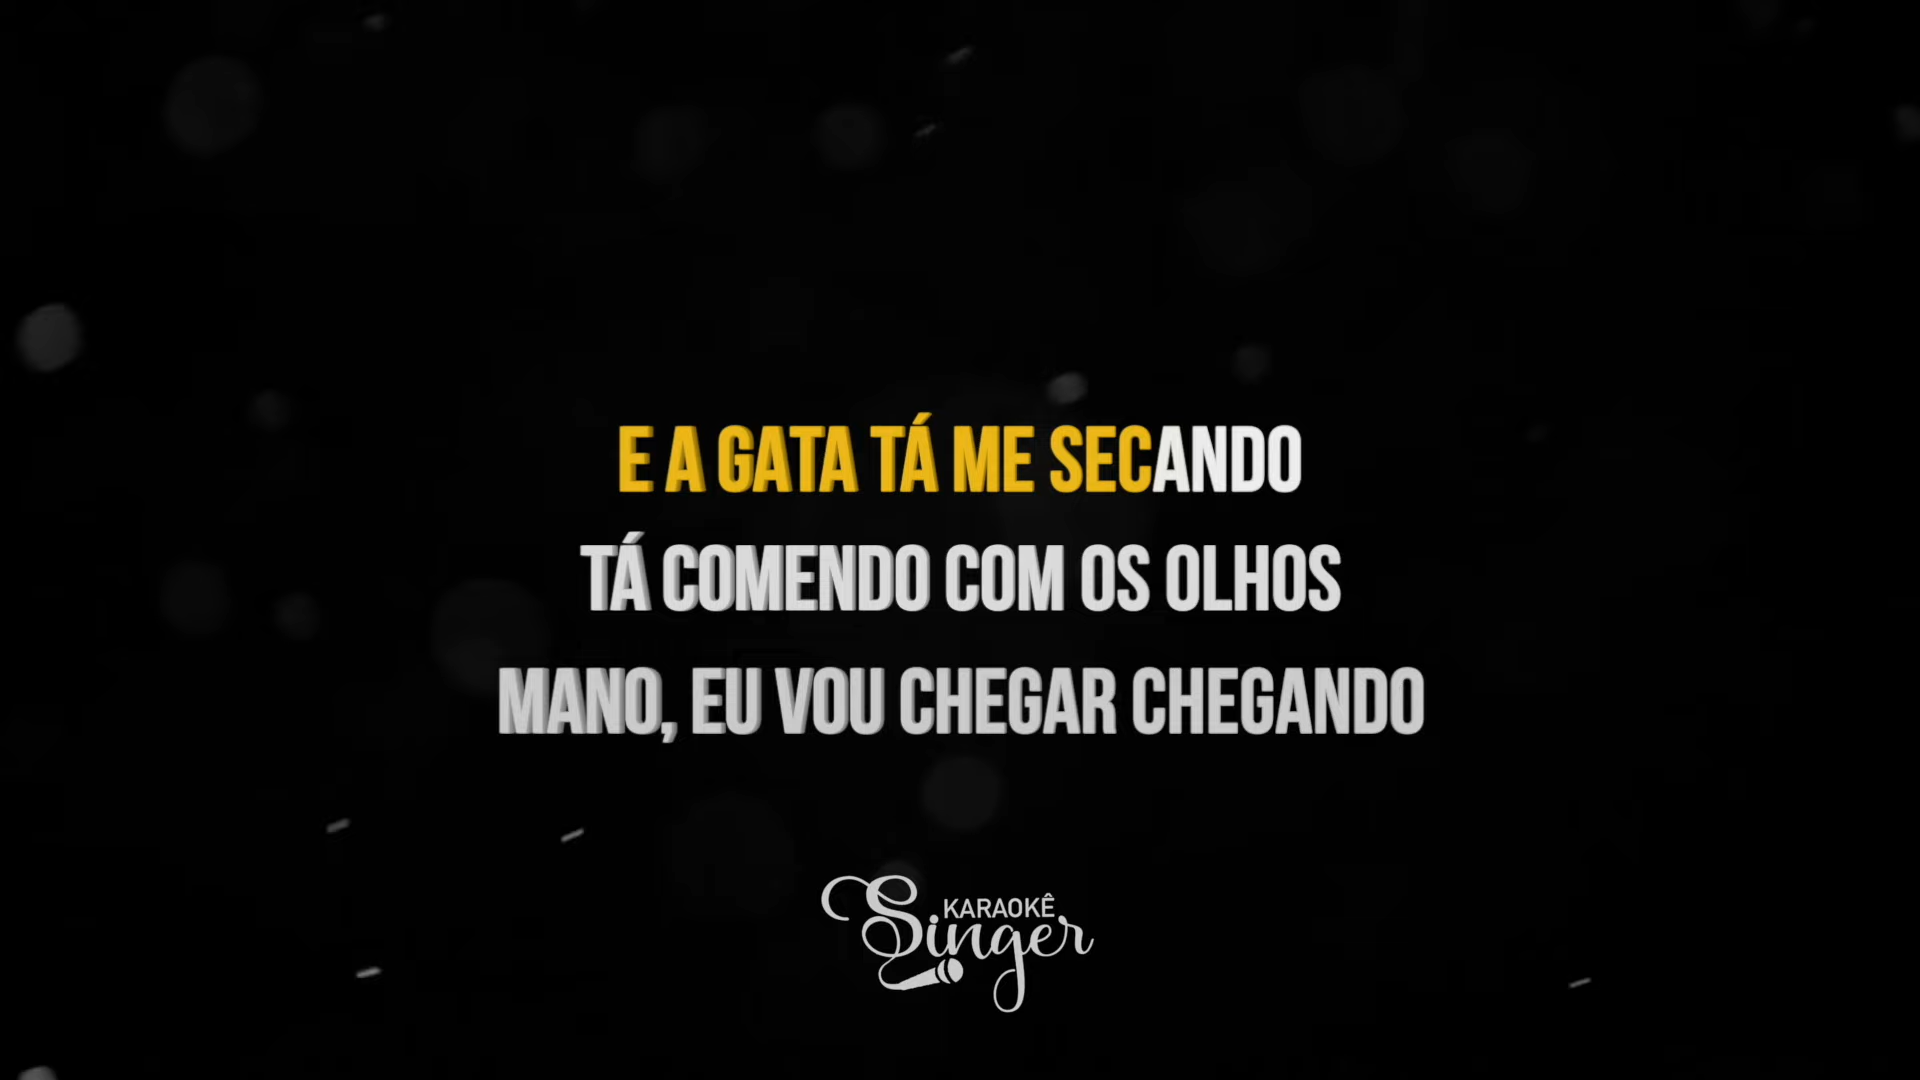 E A GATA TÁ ME SECANDO
TÁ COMENDO COM OS OLHOS
MANO, EU VOU CHEGAR CHEGANDO
KARAOKÊ
Singer